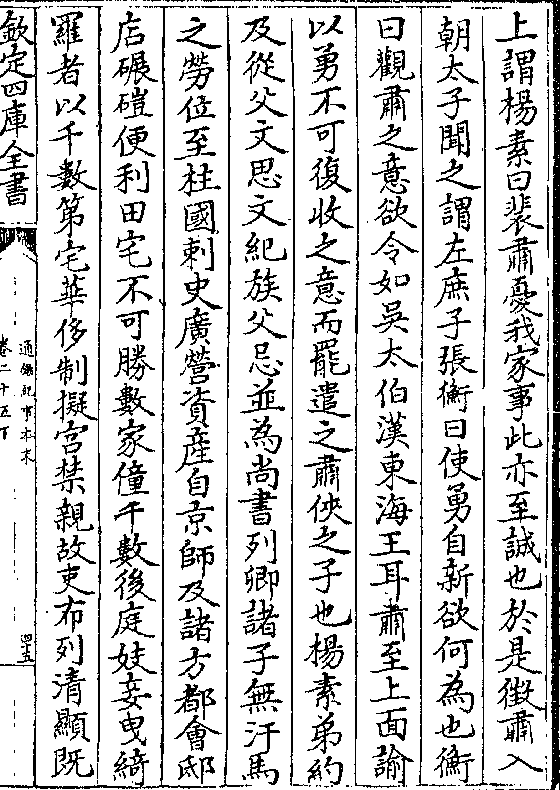 上謂楊素曰裴肅憂我家事此亦至誠也於是徴肅入
朝太子聞之謂左庶子張衡曰使勇自新欲何為也衡
曰觀肅之意欲令如吳太伯漢東海王耳肅至上面諭
以勇不可復收之意而罷遣之肅俠之子也楊素弟約
及從父文思文紀族父忌並為尚書列卿諸子無汗馬
之勞位至柱國刺史廣營資産自京師及諸方都會邸
店碾磑便利田宅不可勝數家僮千數後庭妓妾曳綺
羅者以千數第宅華侈制擬宮禁親故吏布列清顯既
欽定四庫全書
通鑑紀事本末
卷二十五下
四五